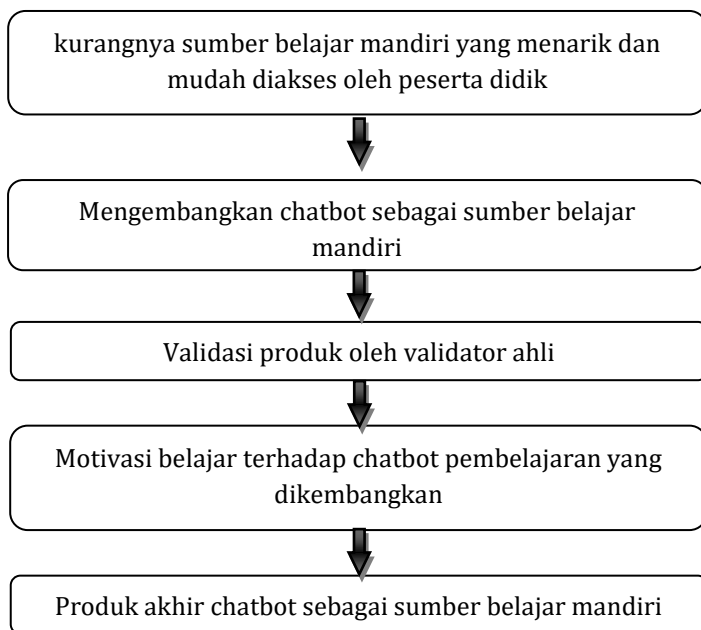 kurangnya sumber belajar mandiri yang menarik dan
mudah diakses oleh peserta didik
Mengembangkan chatbot sebagai sumber belajar
mandiri
Validasi produk oleh validator ahli
Motivasi belajar terhadap chatbot pembelajaran yang
dikembangkan
Produk akhir chatbot sebagai sumber belajar mandiri